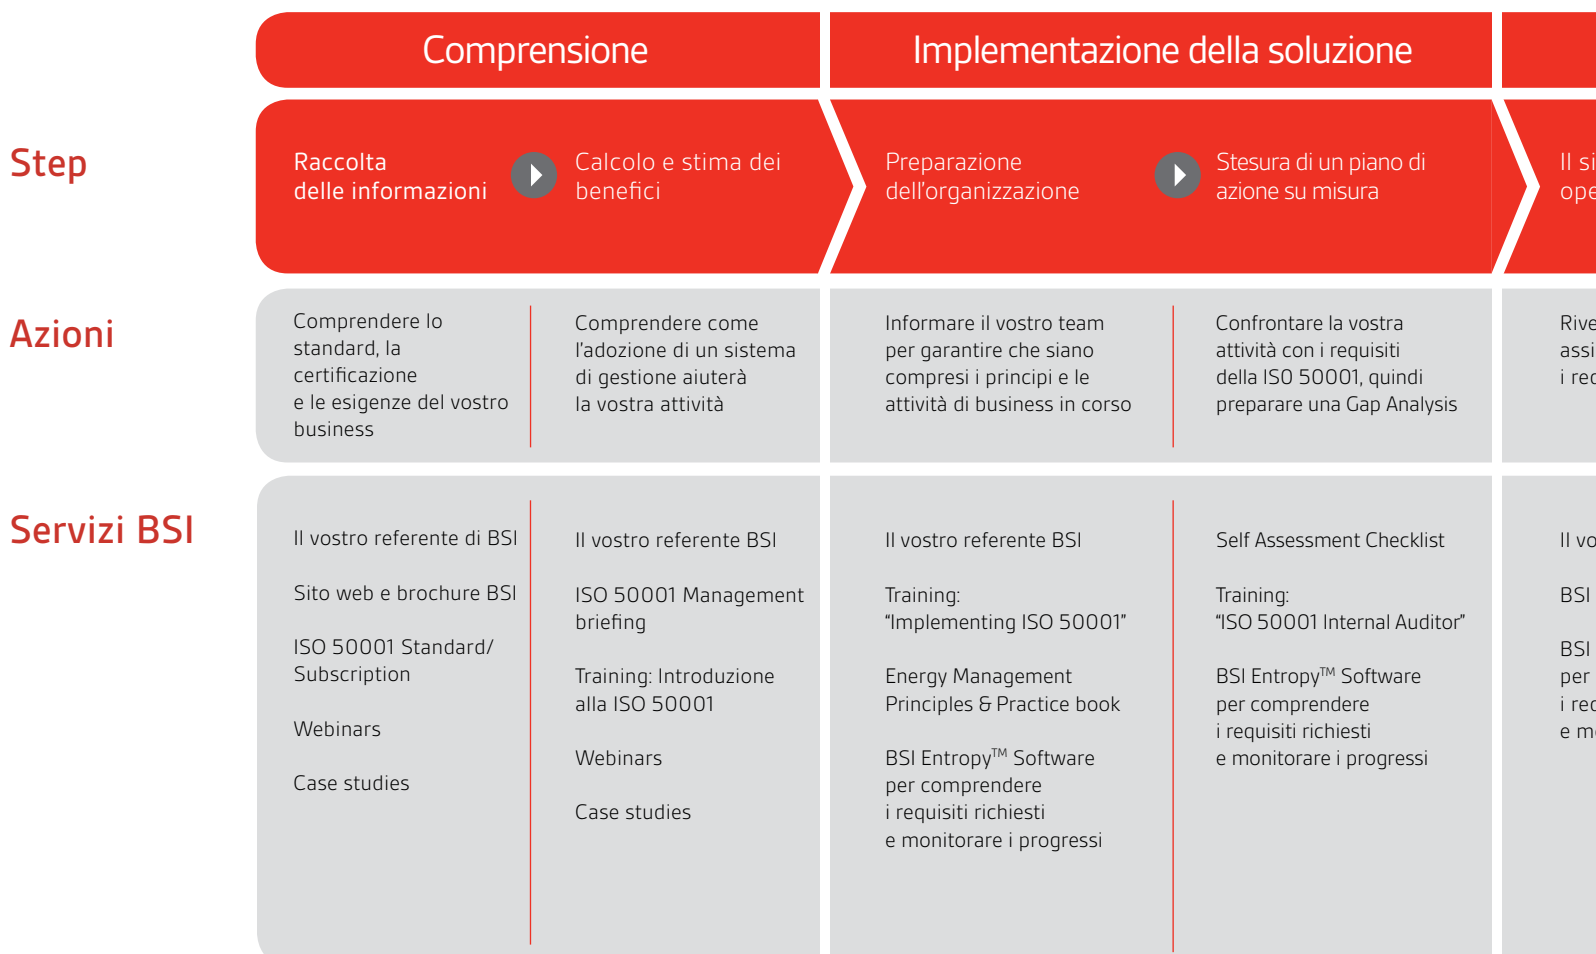 Comprensione
Implementazione della soluzione
Step
Raccolta
delle informazioni
Calcolo e stima dei
benefici
Preparazione
dell'organizzazione
Stesura di un piano di
azione su misura
Azioni
Comprendere lo
standard, la
certificazione
e le esigenze del vostro
business
Comprendere come
l'adozione di un sistema
di gestione aiuterà
la vostra attività
Informare il vostro team
per garantire che siano
compresi i principi e le
attività di business in corso
Confrontare la vostra
attività con i requisiti
della ISO 50001, quindi
preparare una Gap Analysis
Servizi BSI
Il vostro referente di BSI
Sito web e brochure BSI
ISO 50001 Standard/
Subscription
Webinars
Case studies
Il vostro referente BSI
ISO 50001 Management
briefing
Training: Introduzione
alla ISO 50001
Webinars
Case studies
Il vostro referente BSI
Training:
“Implementing ISO 50001”
Energy Management
Principles & Practice book
BSI Entropy™ Software
per comprendere
i requisiti richiesti
e monitorare i progressi
Self Assessment Checklist
Training:
“ISO 50001 Internal Auditor”
BSI Entropy™ Software
per comprendere
i requisiti richiesti
e monitorare i progressi
Il
i
Il
BSI
BSI
per
i
e